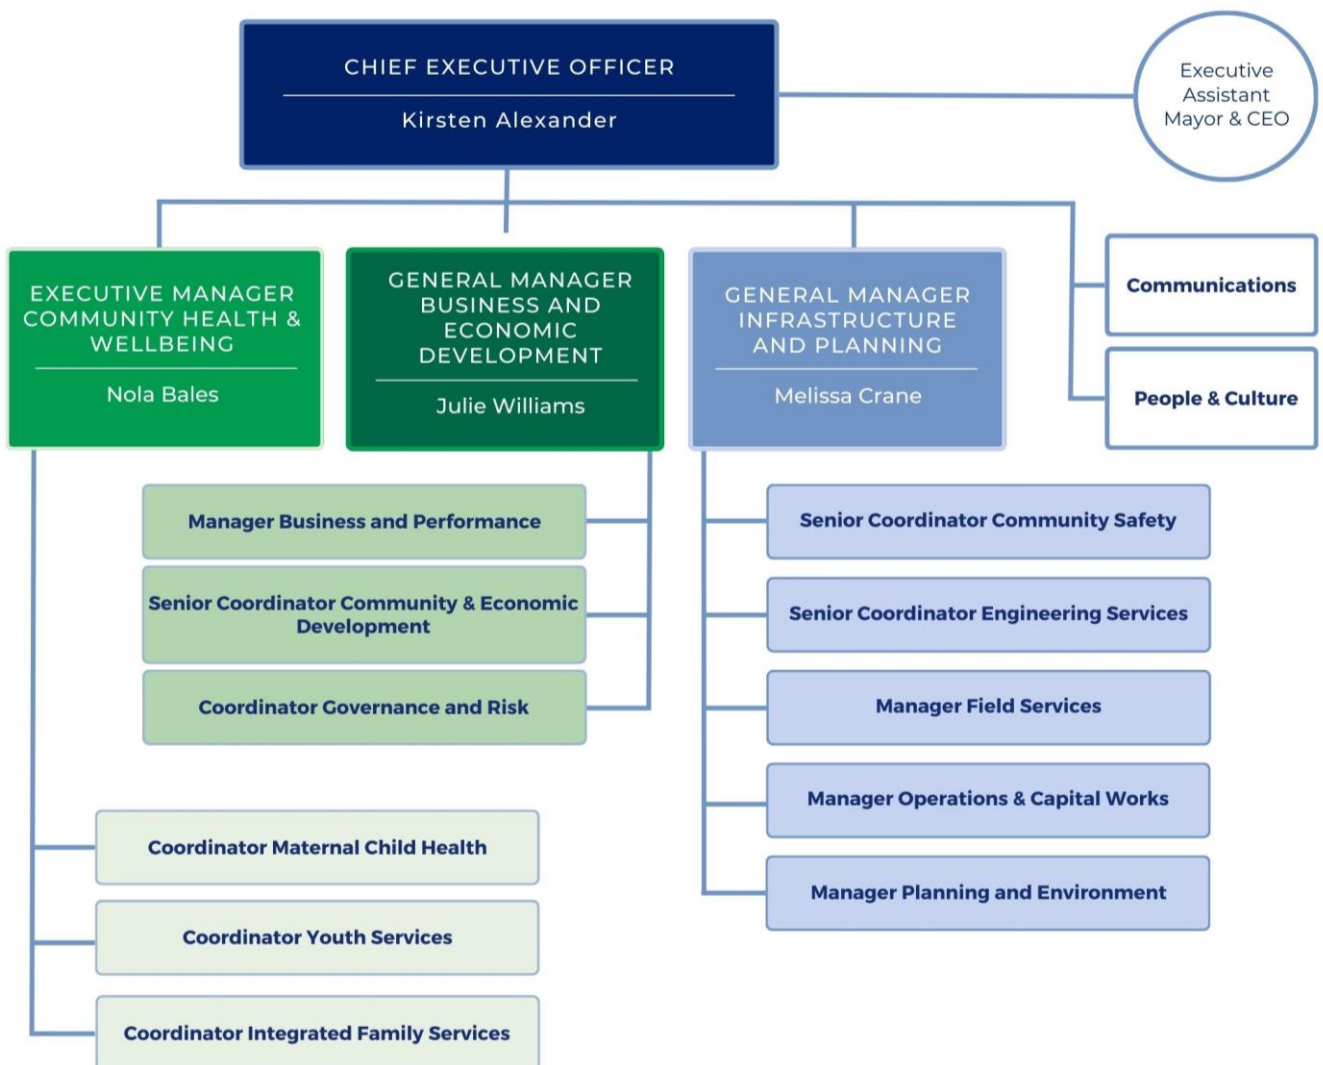 CHIEF EXECUTIVE OFFICER
Kirsten Alexander
Executive
Assistant
Mayor & CEO
EXECUTIVE MANAGER
COMMUNITY HEALTH &
WELLBEING
Nola Bales
GENERAL MANAGER
BUSINESS AND
ECONOMIC
DEVELOPMENT
Julie Williams
GENERAL MANAGER
INFRASTRUCTURE
AND PLANNING
Melissa Crane
Communications
People & Culture
Manager Business and Performance
Senior Coordinator Community & Economic
Development
Coordinator Governance and Risk
Senior Coordinator Community Safety
Senior Coordinator Engineering Services
Manager Field Services
Manager Operations & Capital Works
Manager Planning and Environment
Coordinator Maternal Child Health
Coordinator Youth Services
Coordinator Integrated Family Services